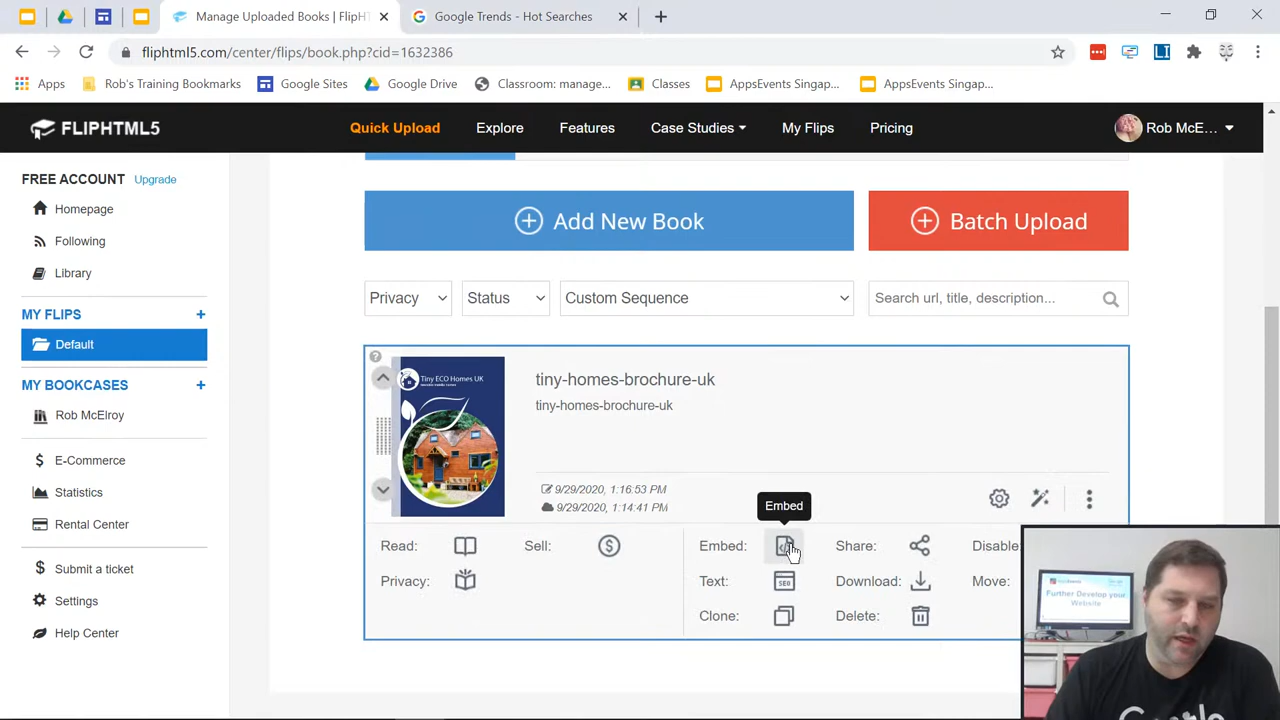 Manage Uploaded Books | FlipHT
Google Trends - Hot Searches
fliphtml5.com/center/flips/book.php?cid=1632386
Apps
Rob's Training Bookmarks
Google Sites
Google Drive
Classroom: manage...
Classes
AppsEvents Singap...
AppsEvents Singap...
FLIPHTML5
Quick Upload
Explore
Features
Case Studies
My Flips
Pricing
Rob McE...
FREE ACCOUNT Upgrade
Homepage
Following
Library
MY FLIPS
Default
MY BOOKCASES
Rob McElroy
E-Commerce
Statistics
Rental Center
Submit a ticket
Settings
Help Center
Add New Book
Batch Upload
Privacy
Status
Custom Sequence
Search url, title, description...
Tiny ECO Homes UK
tiny-homes-brochure-uk
tiny-homes-brochure-uk
9/29/2020, 1:16:53 PM
9/29/2020, 1:14:41 PM
Embed
Read:
Sell:
Embed:
Share:
Disable:
Privacy:
Text:
SEO
Download:
Move:
Clone:
Delete:
Further Develop your
Website